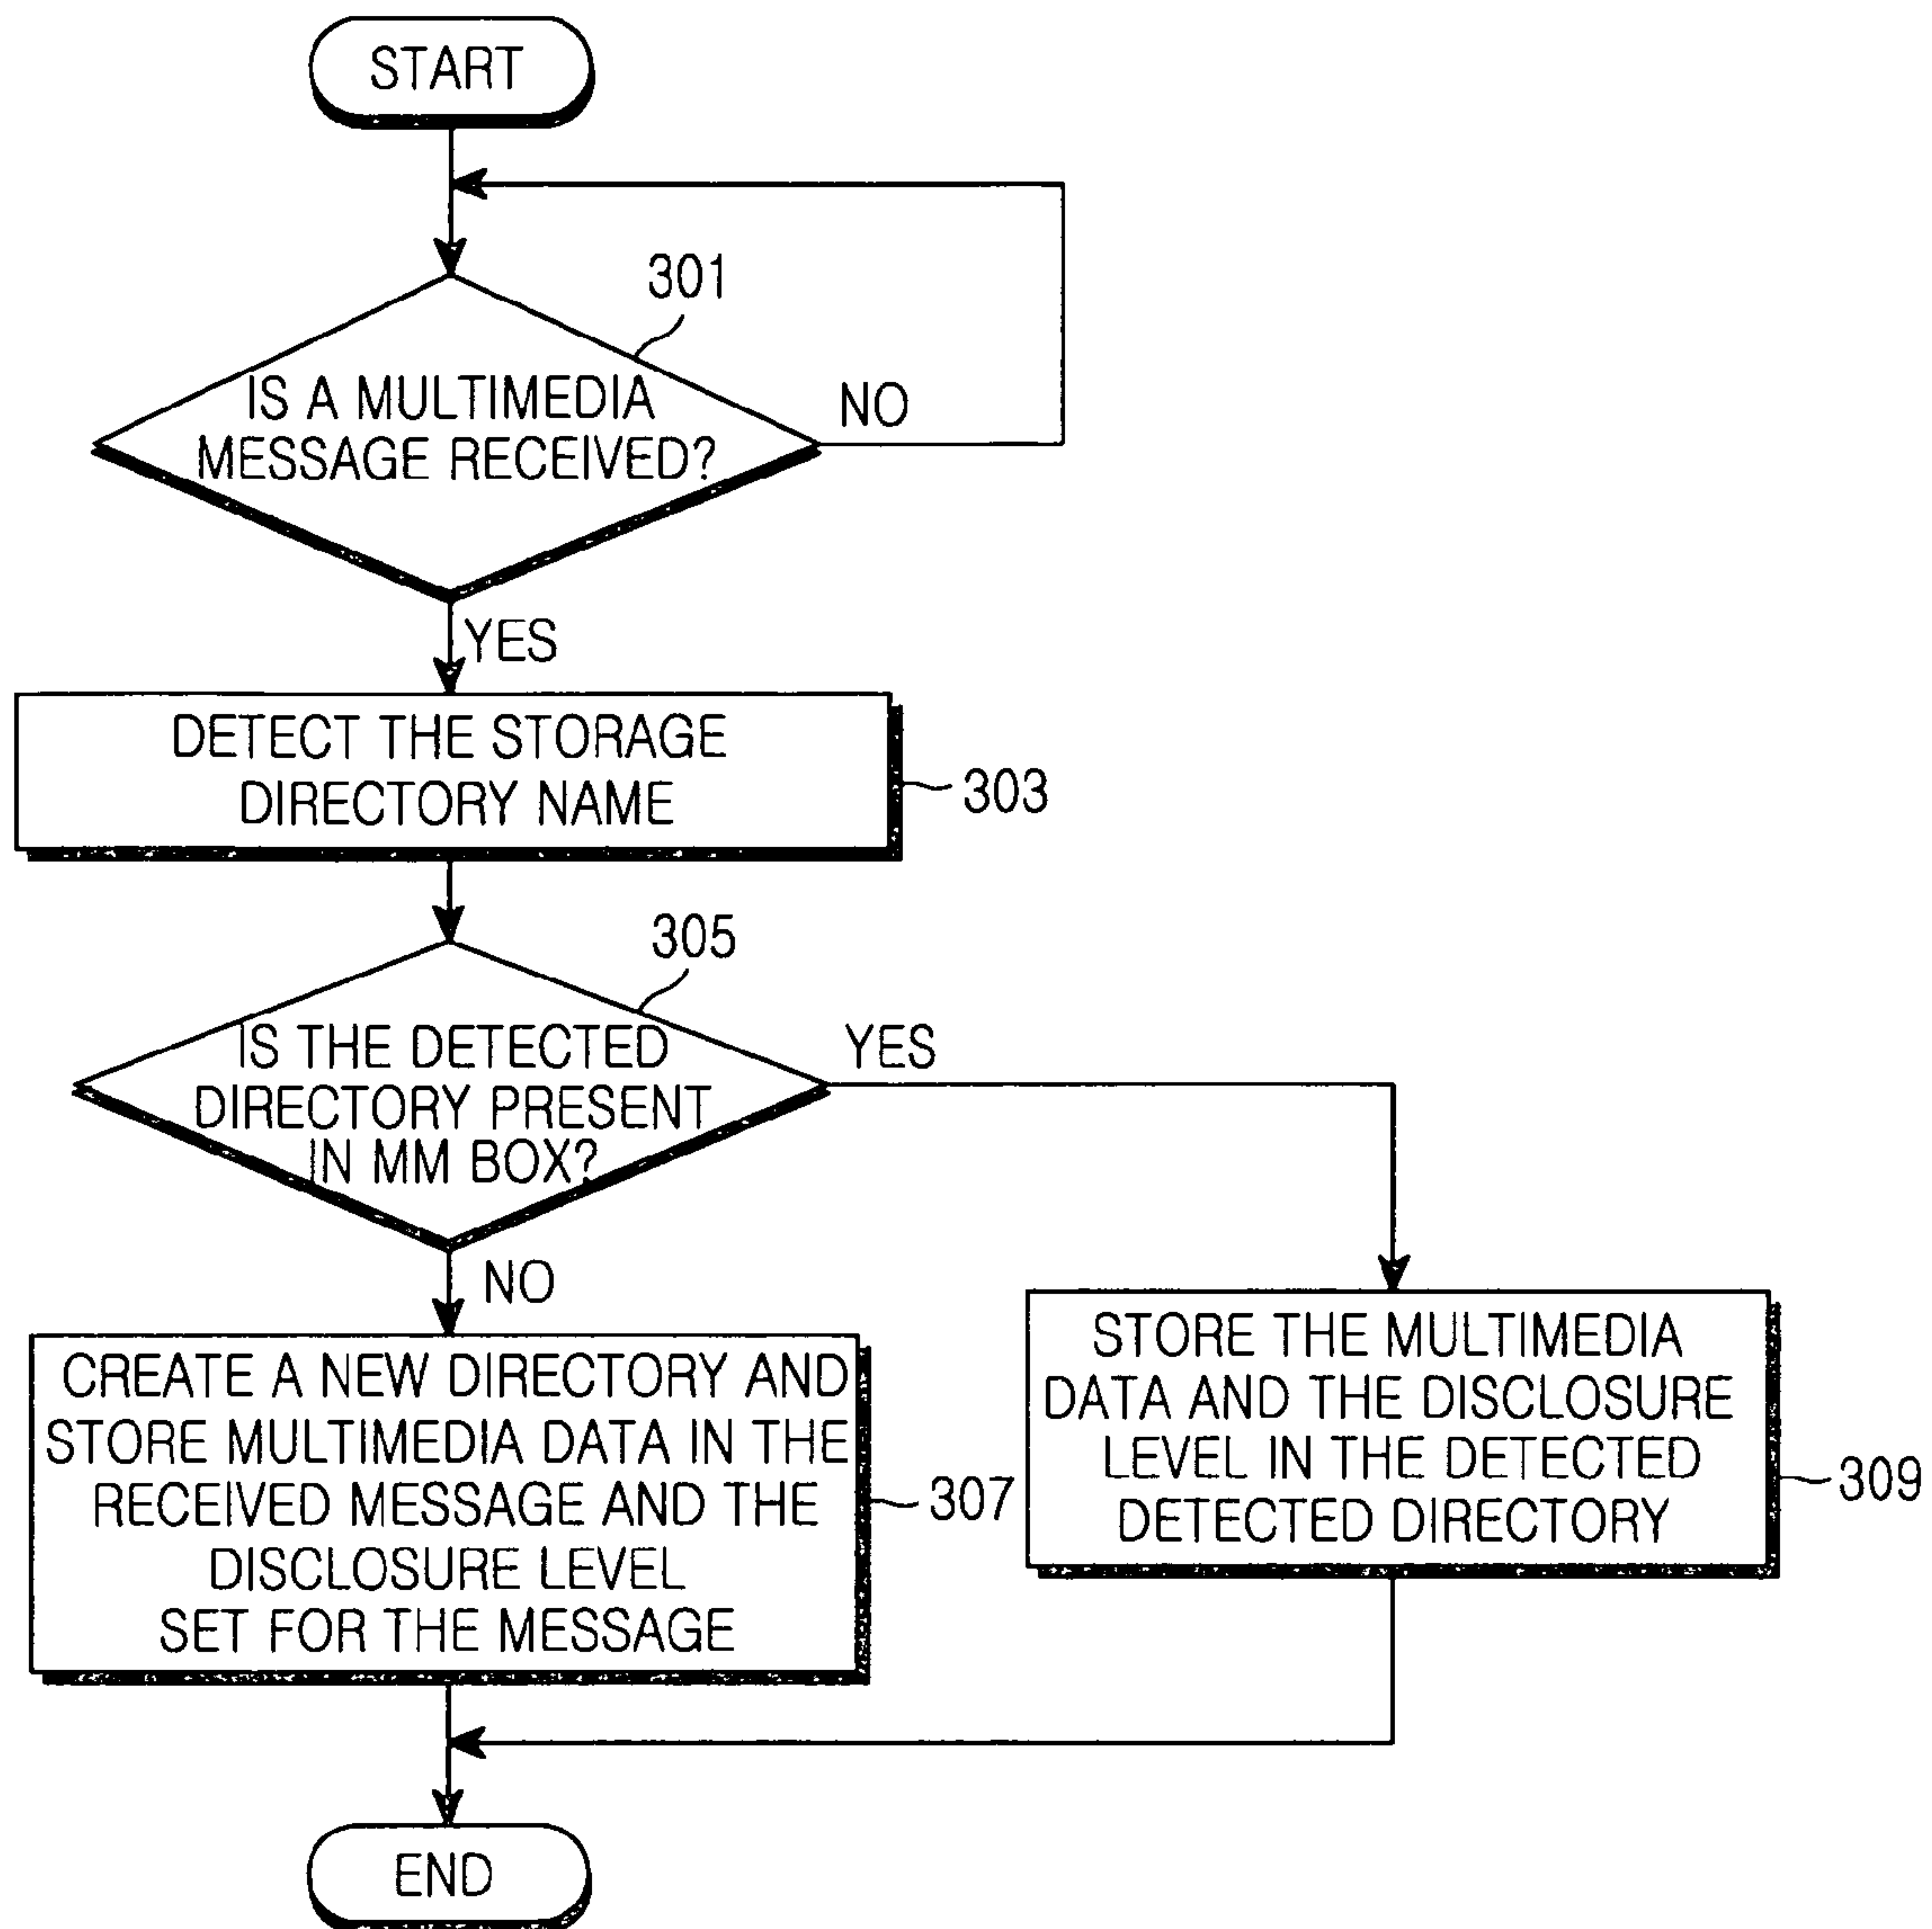 START
301
IS A MULTIMEDIA
MESSAGE RECEIVED?
NO
YES
DETECT THE STORAGE
DIRECTORY NAME
303
305
IS THE DETECTED
DIRECTORY PRESENT
IN MM BOX?
YES
NO
CREATE A NEW DIRECTORY AND
STORE MULTIMEDIA DATA IN THE
RECEIVED MESSAGE AND THE
DISCLOSURE LEVEL
SET FOR THE MESSAGE
307
STORE THE MULTIMEDIA
DATA AND THE DISCLOSURE
LEVEL IN THE DETECTED
DETECTED DIRECTORY
309
END